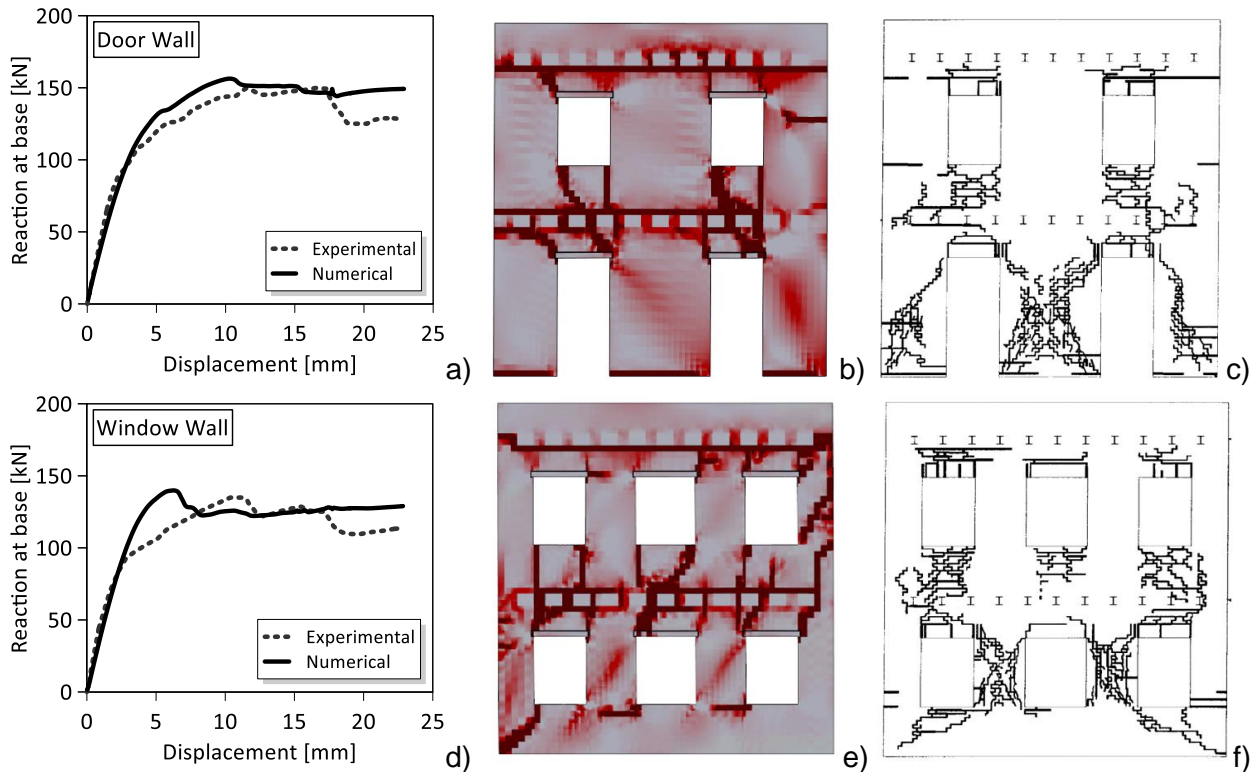 200
Door Wall
150
100
50
0
Reaction at base [kN]
Experimental
Numerical
0 5 10 15 20 25
Displacement [mm]
a)
b)
I I I I I I I I I I
I I I I I I I I I
c)
200
Window Wall
150
100
50
0
Reaction at base [kN]
Experimental
Numerical
0 5 10 15 20 25
Displacement [mm]
d)
e)
f)